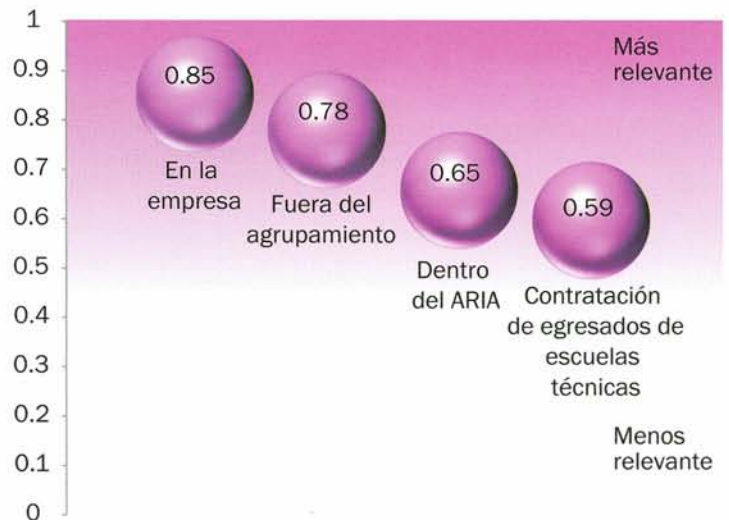 1
0.9
0.8
0.7
0.6
0.5
0.4
0.3
0.2
0.1
0
Más
relevante
0.85
En la
empresa
0.78
Fuera del
agrupamiento
0.65
Dentro
del ARIA
0.59
Contratación
de egresados de
escuelas
técnicas
Menos
relevante